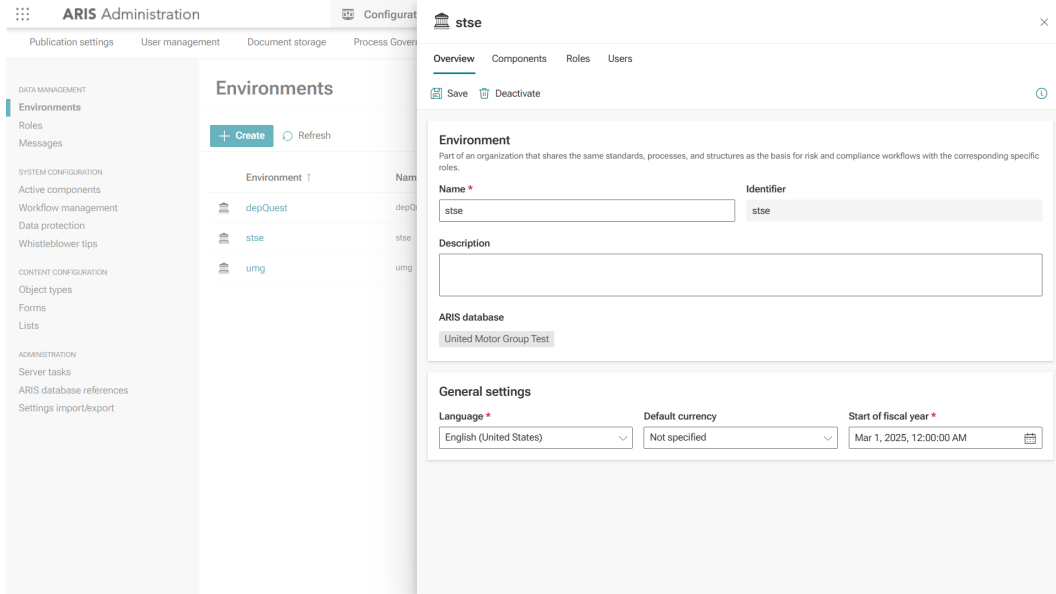 ARIS Administration
Configurat
Publication settings
User management
Document storage
Process Gover
DATA MANAGEMENT
Environments
Roles
Messages
SYSTEM CONFIGURATION
Active components
Workflow management
Data protection
Whistleblower tips
CONTENT CONFIGURATION
Object types
Forms
Lists
ADMINISTRATION
Server tasks
ARIS database references
Settings import/export
Environments
Create
Refresh
Environment ↑
Nam
depQuest
depQu
stse
stse
umg
umg
stse
Overview
Components
Roles
Users
Save
Deactivate
Environment
Part of an organization that shares the same standards, processes, and structures as the basis for risk and compliance workflows with the corresponding specific
roles.
Name *
Identifier
stse
stse
Description
ARIS database
United Motor Group Test
General settings
Language *
Default currency
Start of fiscal year *
English (United States)
Not specified
Mar 1, 2025, 12:00:00 AM